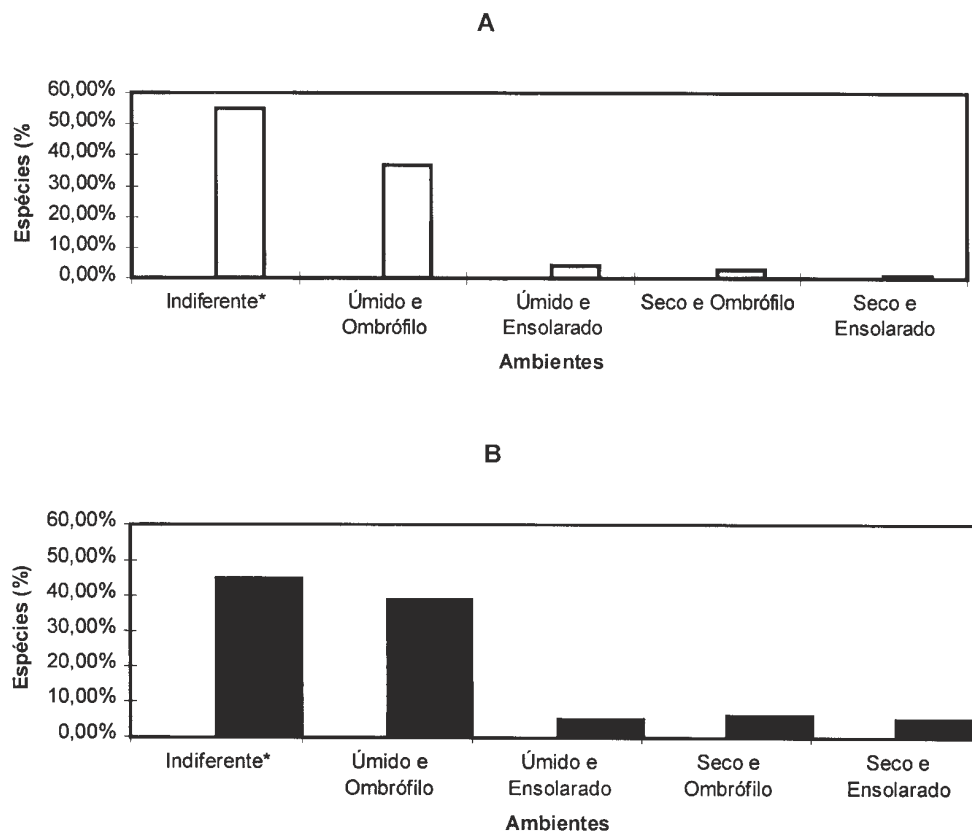 A
60,00%
50,00%
40,00%
30,00%
20,00%
10,00%
0,00%
Espécies (%
Indiferente*
Úmido e
Ombrófilo
Úmido e
Ensolarado
Seco e Ombrófilo
Seco e
Ensolarado
Ambientes
B
60,00%
50,00%
40,00%
30,00%
20,00%
10,00%
0,00%
Espécies (%)
Indiferente*
Úmido e
Ombrófilo
Úmido e
Ensolarado
Seco e
Ombrófilo
Seco e
Ensolarado
Ambientes